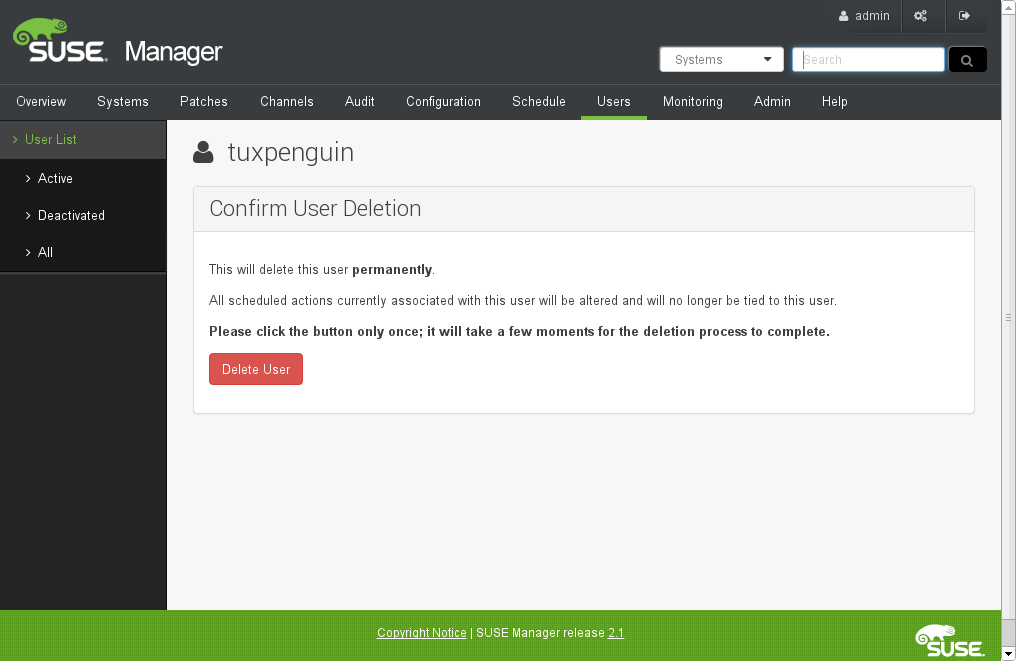 admin
SUSE Manager
Systems
Search
Overview Systems Patches Channels Audit Configuration Schedule Users Monitoring Admin Help
User List
Active
Deactivated
All
tuxpenguin
Confirm User Deletion
This will delete this user permanently.
All scheduled actions currently associated with this user will be altered and will no longer be tied to this user.
Please click the button only once; it will take a few moments for the deletion process to complete.
Delete User
Copyright Notice | SUSE Manager release 2.1
SUSE